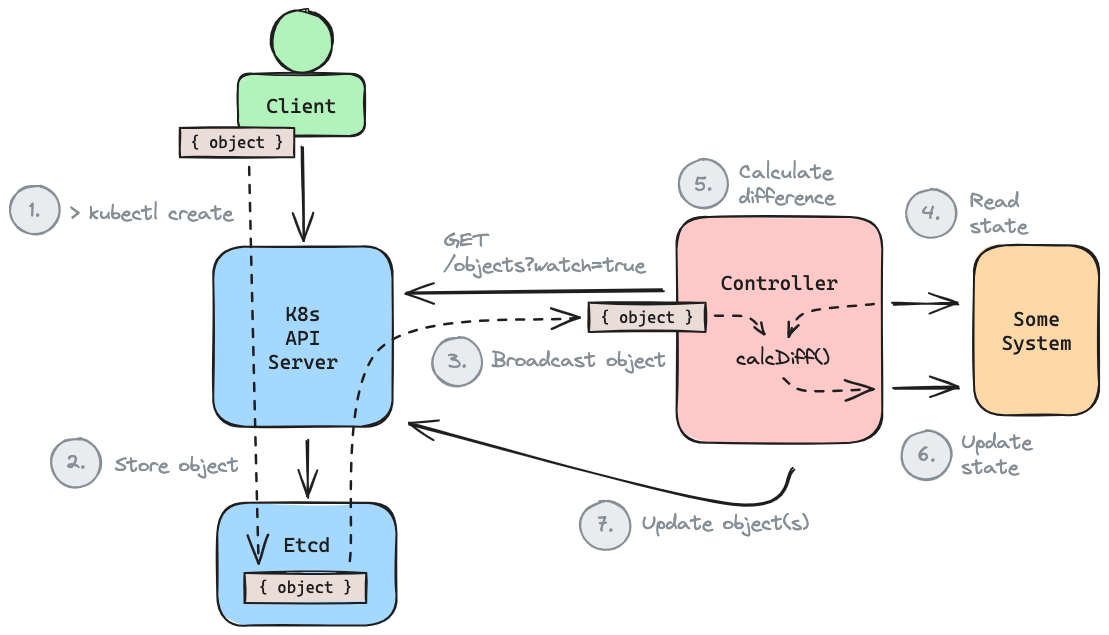 Client
{ object }
1.
> kubectl create
K8s
API
Server
2.
Store object
Etcd
{ object }
GET
/objects?watch=true
{ object }
3.
Broadcast object
5.
Calculate
difference
Controller
calcDiff()
4.
Read
state
Some
System
6.
Update
state
7.
Update object(s)